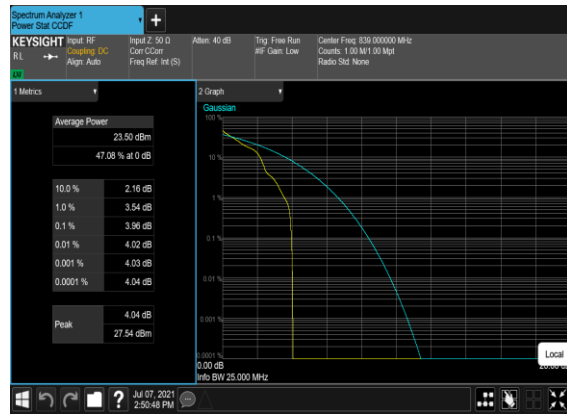 Spectrum Analyzer 1
Power Stat CCDF
KEYSIGHT
R L
Input: RF
Coupling: DC
Align: Auto
Input Z: 50 Ω
Corr CCorr
Freq Ref: Int (S)
Atten: 40 dB
Trig: Free Run
#IF Gain: Low
Center Freq: 839.000000 MHz
Counts: 1.00 M/1.00 Mpt
Radio Std: None
1 Metrics
Average Power
23.50 dBm
47.08 % at 0 dB
10.0 % 2.16 dB
1.0 % 3.54 dB
0.1 % 3.96 dB
0.01 % 4.02 dB
0.001 % 4.03 dB
0.0001 % 4.04 dB
Peak
4.04 dB
27.54 dBm
2 Graph
Gaussian
100 %
10 %
1 %
0.1 %
0.01 %
0.001 %
0.0001 %
0.00 dB
Info BW 25.000 MHz
Local
?
Jul 07, 2021
2:50:48 PM